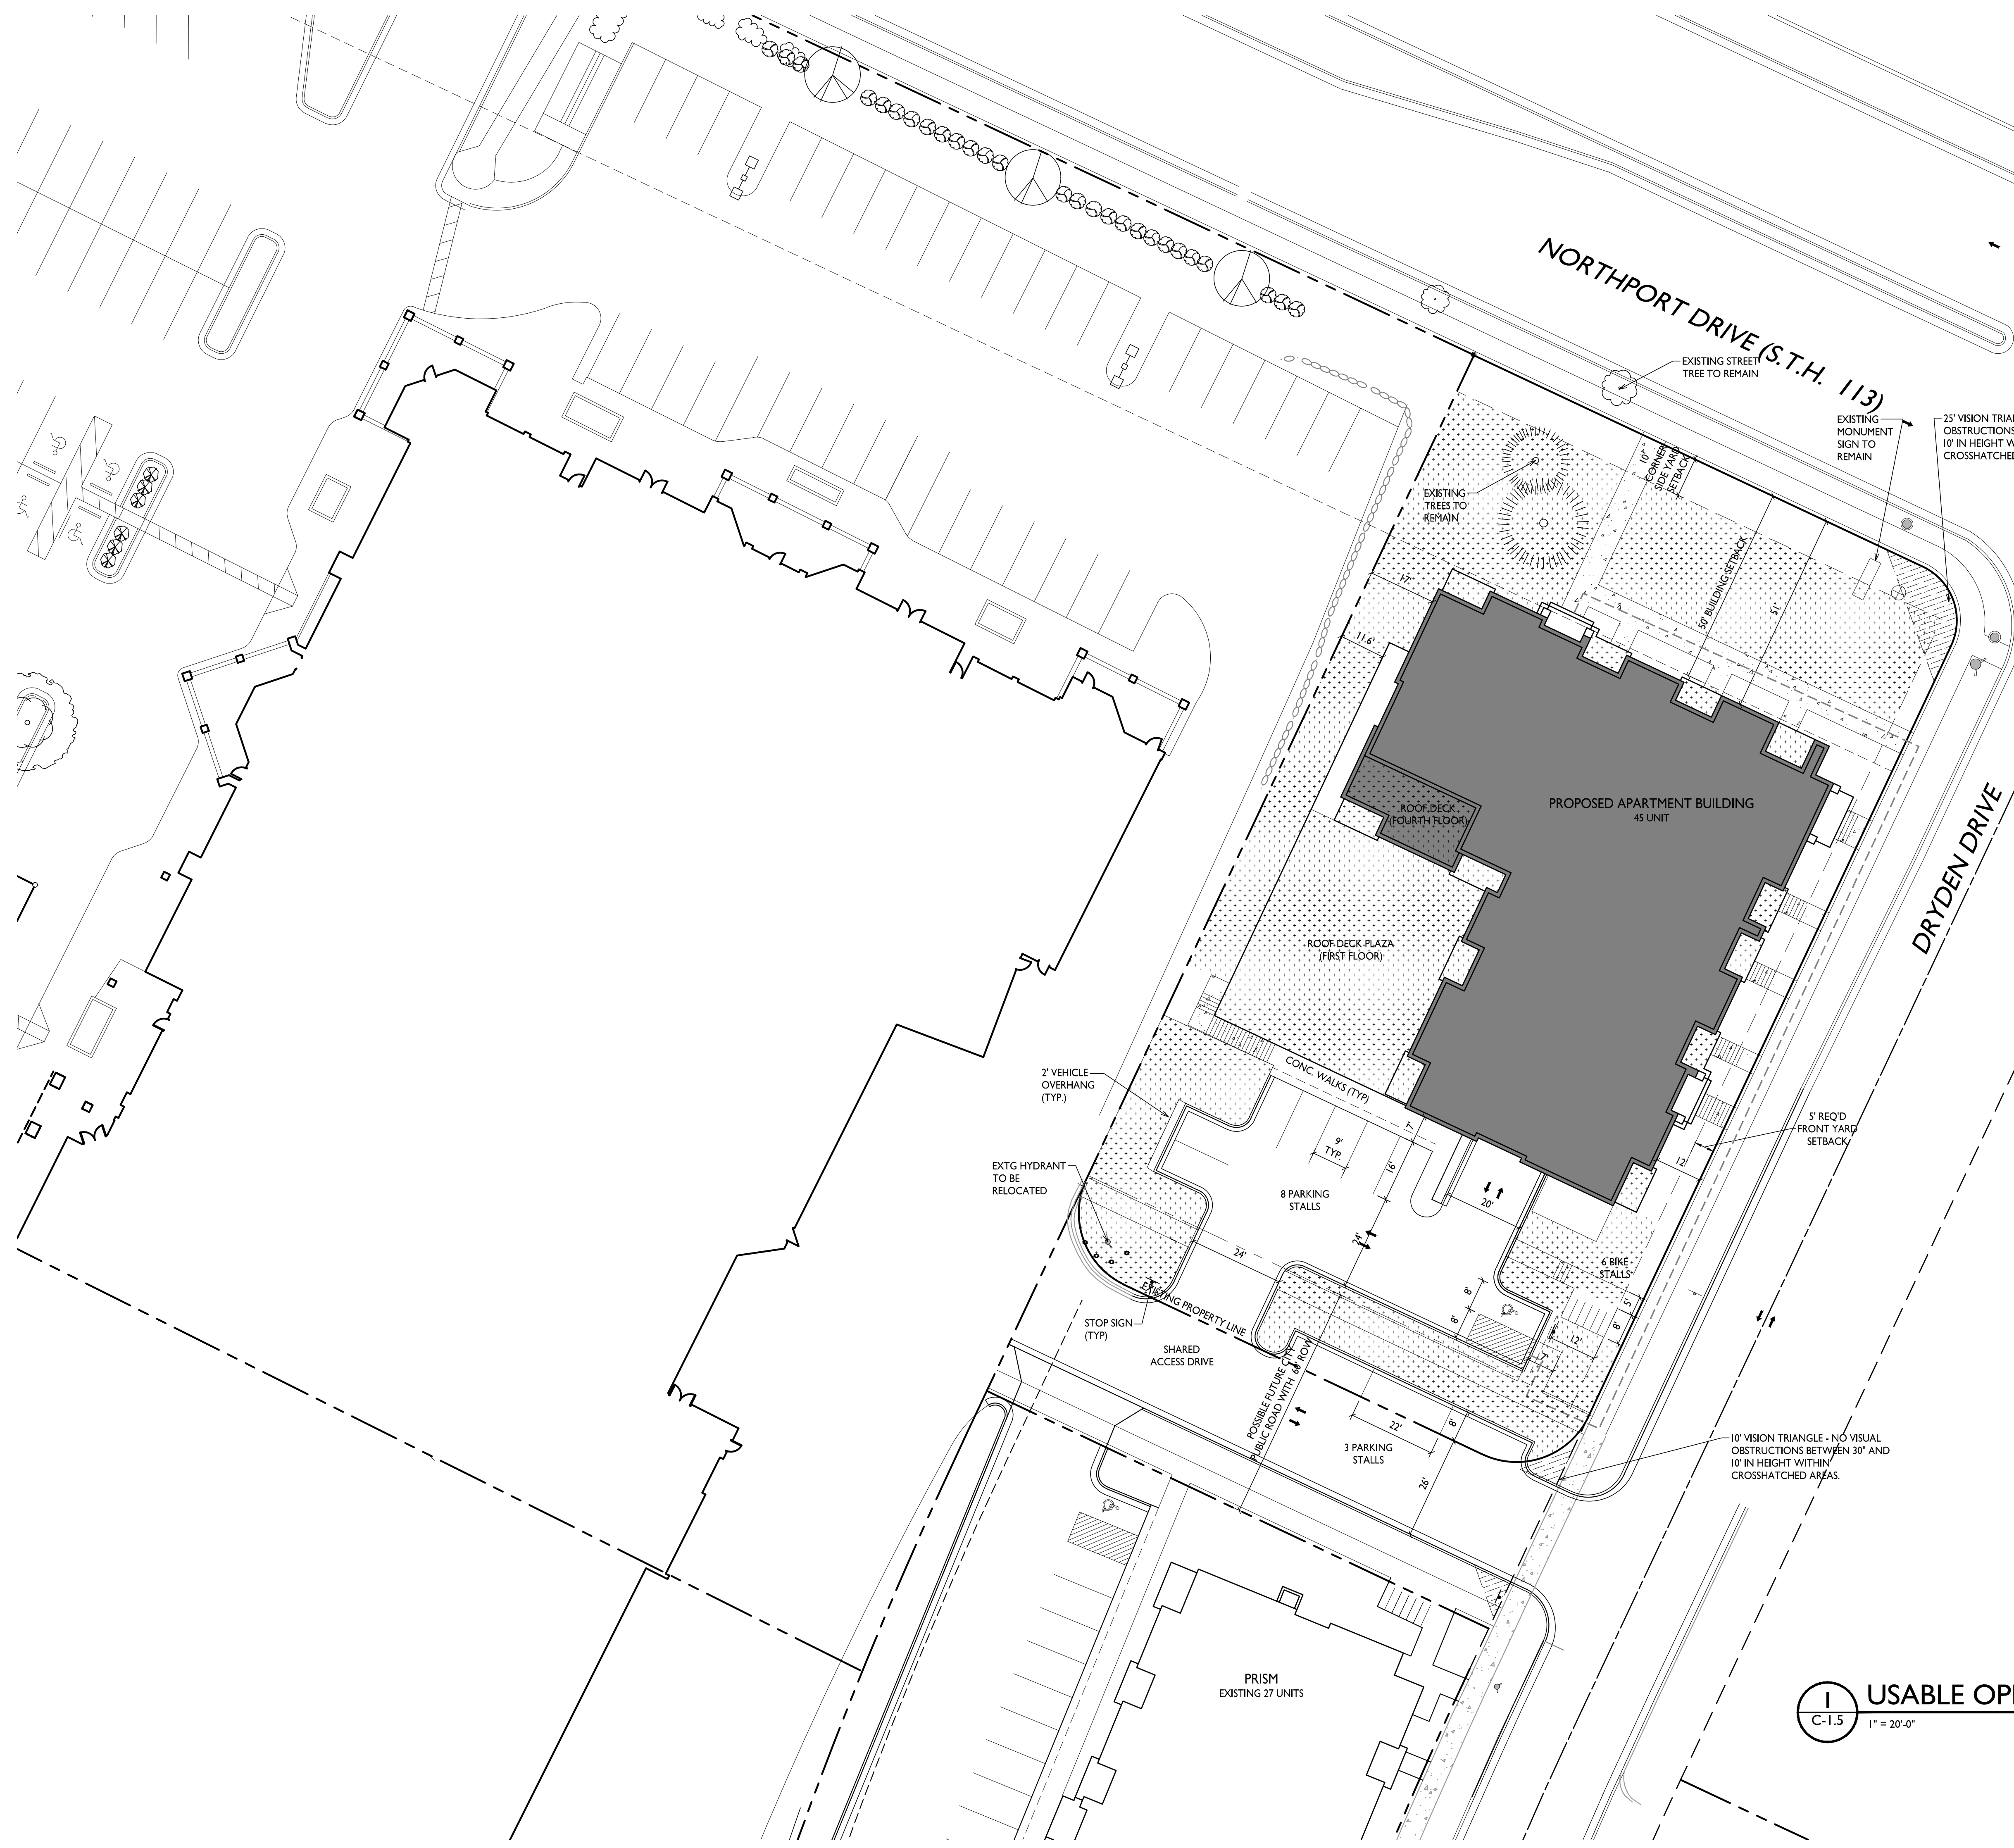 NORTHPORT DRIVE (S.T.H. 113)
EXISTING STREET
TREE TO REMAIN
EXISTING
MONUMENT
SIGN TO
REMAIN
25' VISION
OBSTRUCTIONS
10' IN HEIGHT
10'
CORNER
SIDE YARD
SETBACK
EXISTING
TREES TO
REMAIN
50' BUILDING SETBACK
51'
17'
11.6'
ROOF DECK
(FOURTH FLOOR)
PROPOSED APARTMENT BUILDING
45 UNIT
DRYDEN DRIVE
ROOF DECK PLAZA
(FIRST FLOOR)
CONC. WALKS (TYP)
2' VEHICLE
OVERHANG
(TYP.)
7'
9'
TYP.
16'
5' REQ'D
FRONT YARD
SETBACK
12'
EXTG HYDRANT
TO BE
RELOCATED
8 PARKING
STALLS
20'
24'
24'
6 BIKE
STALLS
8'
8'
5'
8'
12'
7'
EXISTING PROPERTY LINE
STOP SIGN
(TYP)
SHARED
ACCESS DRIVE
POSSIBLE FUTURE CITY
PUBLIC ROAD WITH 66' ROW
22'
8'
3 PARKING
STALLS
26'
10' VISION TRIANGLE - NO VISUAL
OBSTRUCTIONS BETWEEN 30" AND
10' IN HEIGHT WITHIN
CROSSHATCHED AREAS.
PRISM
EXISTING 27 UNITS
1
C-1.5
USABLE
1" = 20'-0"